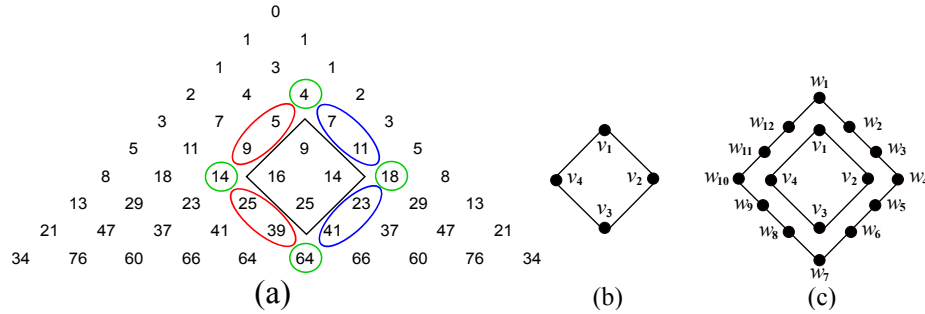 0
1 1
1 3 1
2 4 4 2
3 7 5 7 3
5 11 9 9 11 5
8 18 14 16 14 18 8
13 29 23 25 25 23 29 13
21 47 37 41 39 41 37 47 21
34 76 60 66 64 64 66 60 76 34
(a)
v₁
v₄ v₂
v₃
(b)
w₁
w₁₂ w₂
v₁
w₁₁ w₃
w₁₀ v₄ v₂
w₉ v₃ w₅
w₈ w₆
w₇
(c)